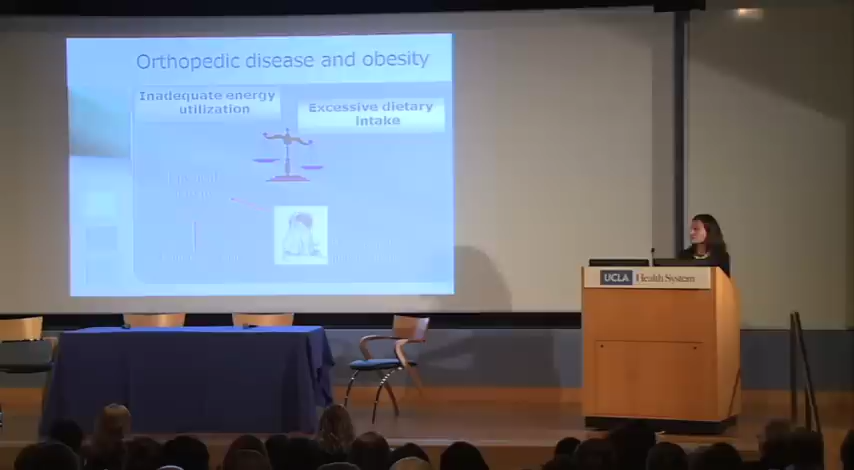 Orthopedic disease and obesity
Inadequate energy
utilization
Excessive dietary
Intake
UCLA Health System